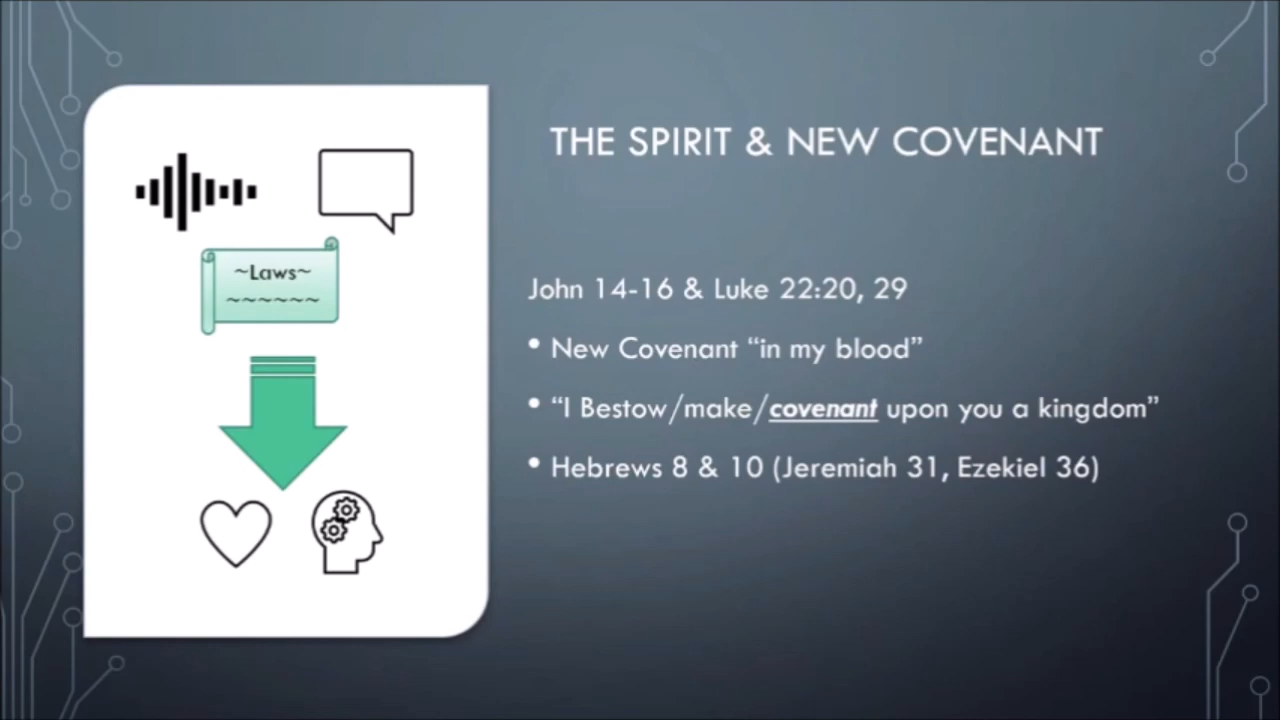 THE SPIRIT & NEW COVENANT
~Laws~
~~~~~~
John 14-16 & Luke 22:20, 29
• New Covenant “in my blood”
• “I Bestow/make/covenant upon you a kingdom”
• Hebrews 8 & 10 (Jeremiah 31, Ezekiel 36)